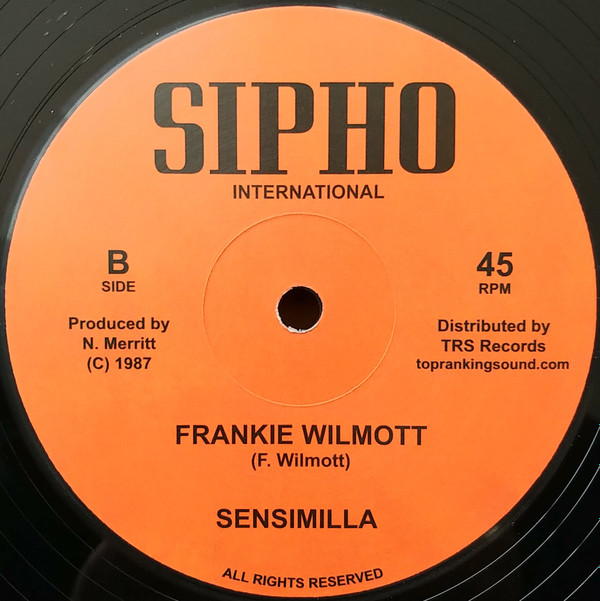 SIPHO
INTERNATIONAL
B
SIDE
45
RPM
Produced by
N. Merritt
(C) 1987
Distributed by
TRS Records
toprankingsound.com
FRANKIE WILMOTT
(F. Wilmott)
SENSIMILLA
ALL RIGHTS RESERVED